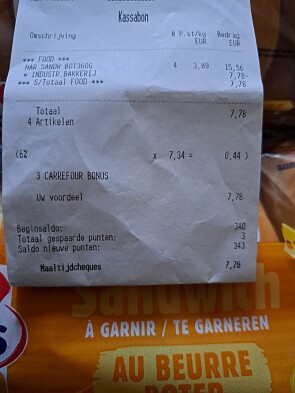 Kassabon
Omschrijving # P.st/kg Bedrag
EUR EUR
*** FOOD ***
HAR SANDW BOT360G 4 3,89 15,56
* INDUSTR.BAKKERIJ 7,78-
*** S/Totaal FOOD *** 7,78
Totaal 7,78
4 Artikelen
(6% x 7,34 = 0,44 )
3 CARREFOUR BONUS
Uw voordeel 7,78
Beginsaldo: 340
Totaal gespaarde punten: 3
Saldo nieuwe punten: 343
Maaltijdcheques 7,78
Sandwich
À GARNIR / TE GARNEREN
AU BEURRE
BOTER